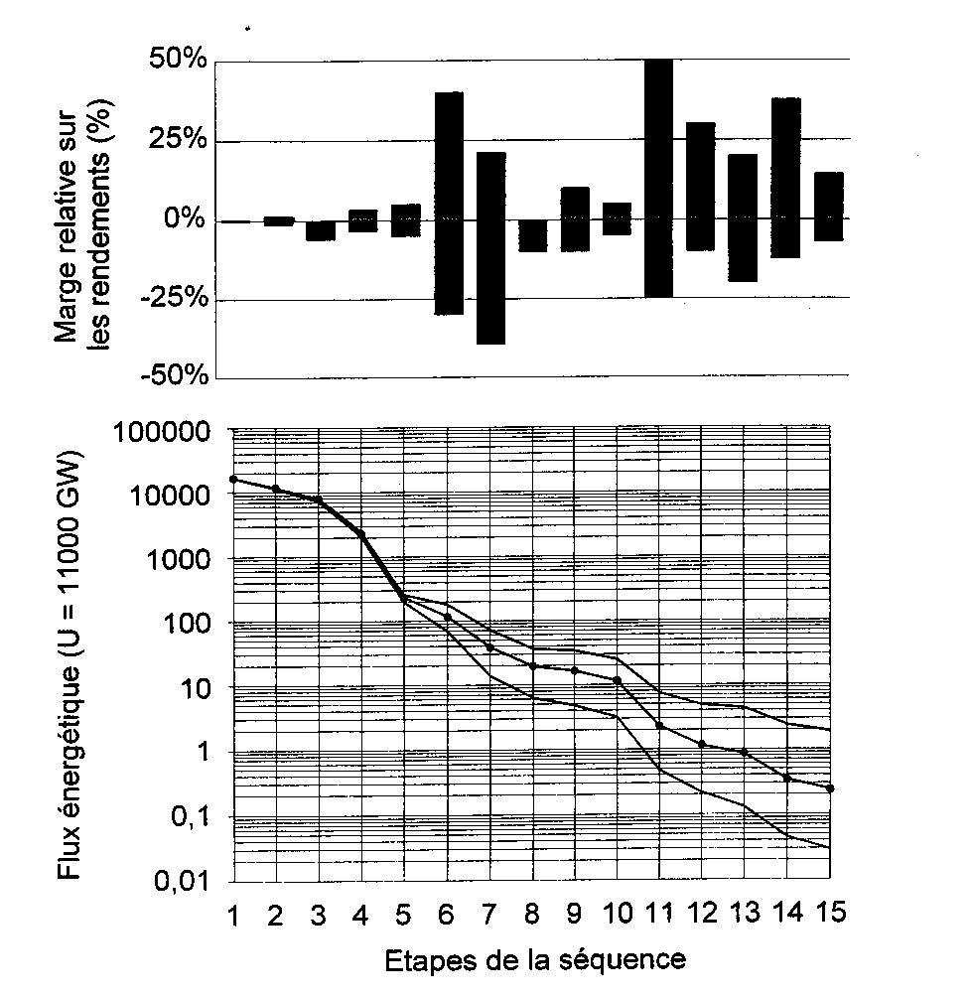 50%
25%
0%
-25%
-50%
Marge relative sur
les rendements (%)
100000
10000
1000
100
10
1
0,1
0,01
Flux énergétique (U = 11000 GW)
1 2 3 4 5 6 7 8 9 10 11 12 13 14 15
Etapes de la séquence